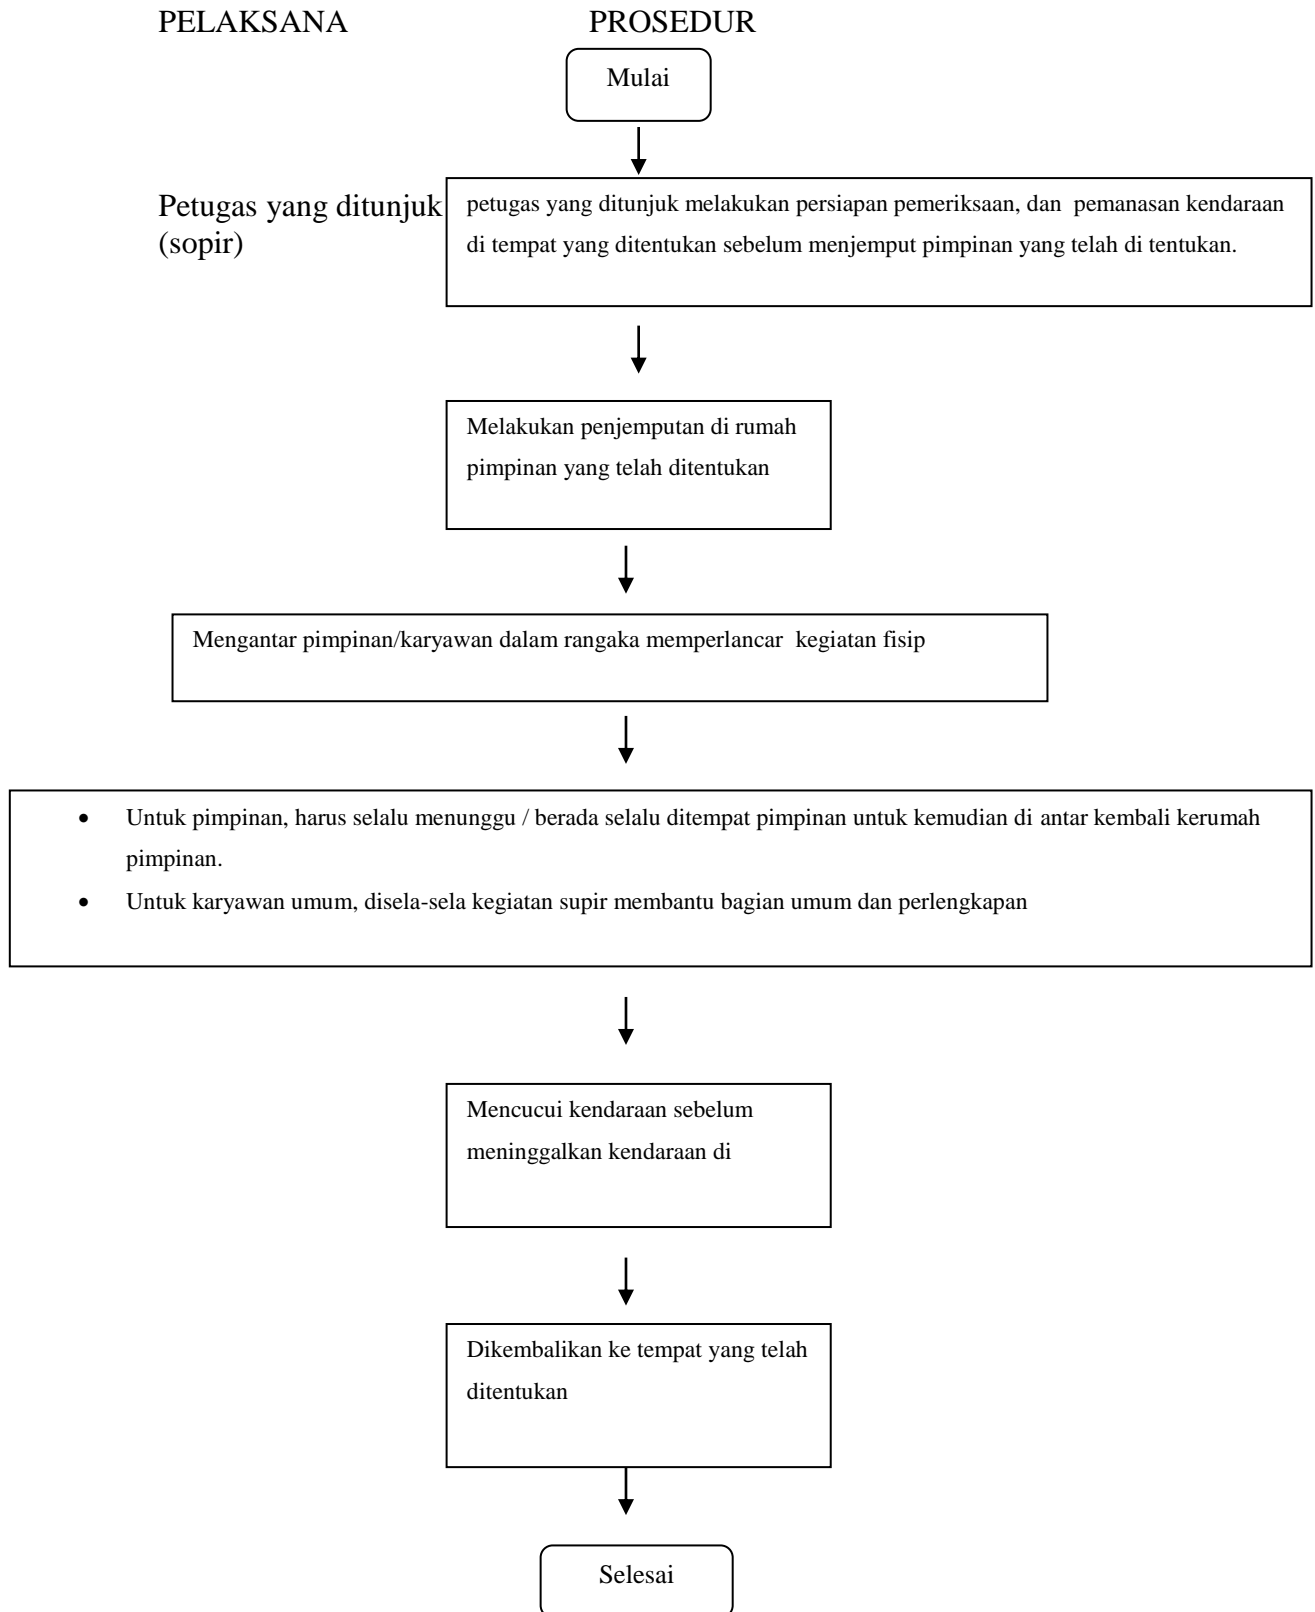 PELAKSANA PROSEDUR
Mulai
Petugas yang ditunjuk
(sopir)
petugas yang ditunjuk melakukan persiapan pemeriksaan, dan pemanasan kendaraan
di tempat yang ditentukan sebelum menjemput pimpinan yang telah di tentukan.
Melakukan penjemputan di rumah
pimpinan yang telah ditentukan
Mengantar pimpinan/karyawan dalam rangaka memperlancar kegiatan fisip
• Untuk pimpinan, harus selalu menunggu / berada selalu ditempat pimpinan untuk kemudian di antar kembali kerumah
pimpinan.
• Untuk karyawan umum, disela-sela kegiatan supir membantu bagian umum dan perlengkapan
Mencucui kendaraan sebelum
meninggalkan kendaraan di
Dikembalikan ke tempat yang telah
ditentukan
Selesai